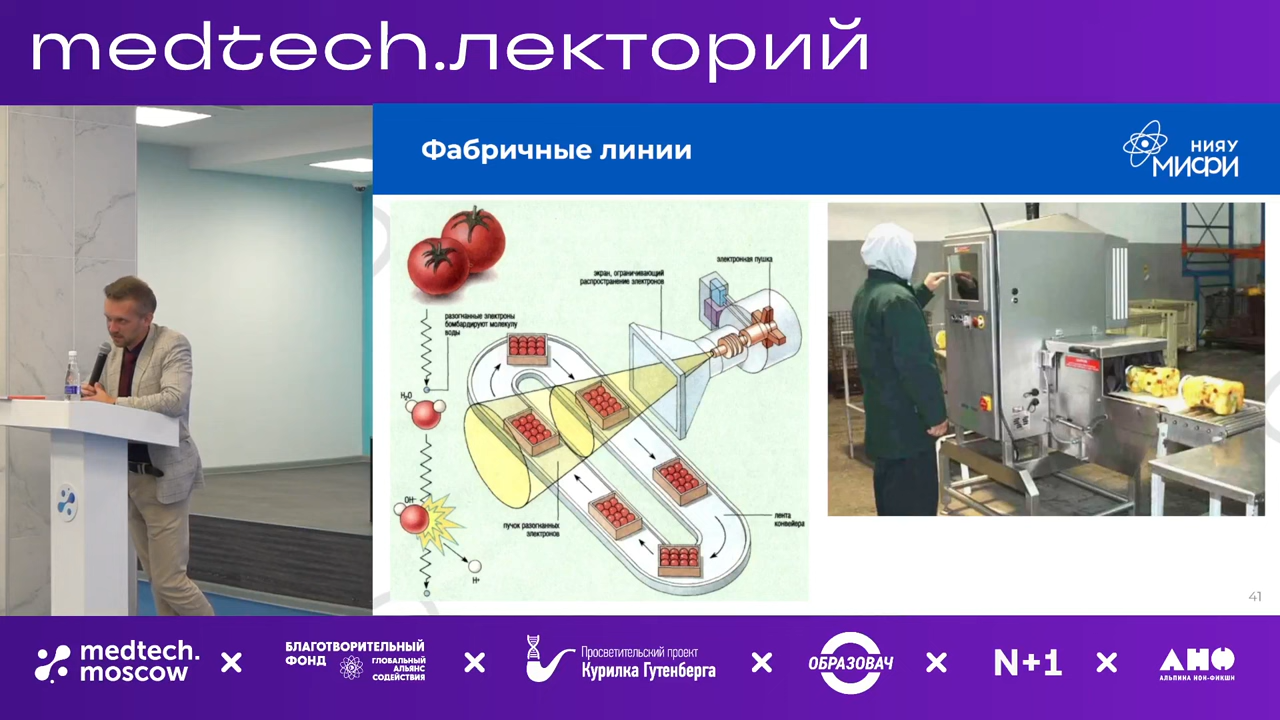 medtech.лекторий
Фабричные линии
НИЯУ
МИФИ
электронная пушка
экран, ограничивающий
распространение электронов
разогнанные электроны
бомбардируют молекулу
воды
H₂O
OH⁻
H⁺
пучок разогнанных
электронов
лента
конвейера
41
medtech.
moscow
БЛАГОТВОРИТЕЛЬНЫЙ
ФОНД
ГЛОБАЛЬНЫЙ
АЛЬЯНС
СОДЕЙСТВИЯ
Просветительский проект
Курилка Гутенберга
ОБРАЗОВАЧ
N+1
АНФ
АЛЬПИНА НОН-ФИКШН